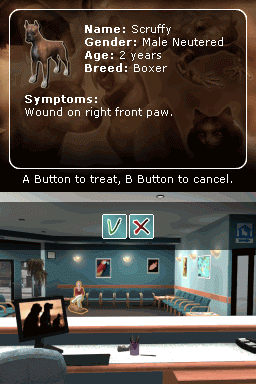 Name: Scruffy
Gender: Male Neutered
Age: 2 years
Breed: Boxer
Symptoms:
Wound on right front paw.
A Button to treat, B Button to cancel.